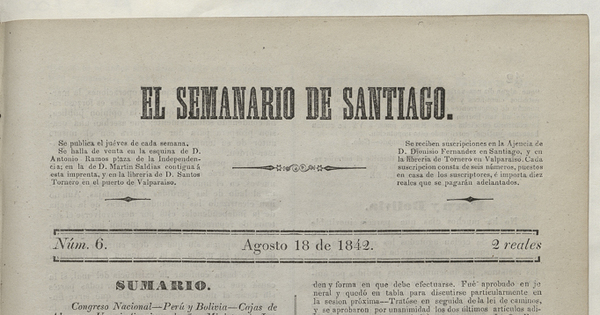 EL SEMANARIO DE SANTIAGO.
Se publica el juéves de cada semana.
Se halla de venta en la esquina de D.
Antonio Ramos plaza de la Independen-
cia; en la de D. Martin Saldias contigua á
esta imprenta, y en la libreria de D. Santos
Tornero en el puerto de Valparaiso.
Se reciben suscripciones en la Ajencia de
D. Dionisio Fernandes en Santiago, y en
la libreria de Tornero en Valparaiso. Cada
suscripcion consta de seis números, puestos
en casa de los suscriptores, é importa diez
reales que se pagarán adelantados.
Núm. 6.
Agosto 18 de 1842.
2 reales
SUMARIO.
Congreso Nacional—Perú y Bolivia—Cajas de
den y forma en que debe efectuarse. Fué aprobado en je
neral y quedó en tabla para discutirse particularmente en
la sesion próxima—Tratóse en seguida de la lei de caminos,
y se aprobaron por unanimidad los dos últimos artículos adi-